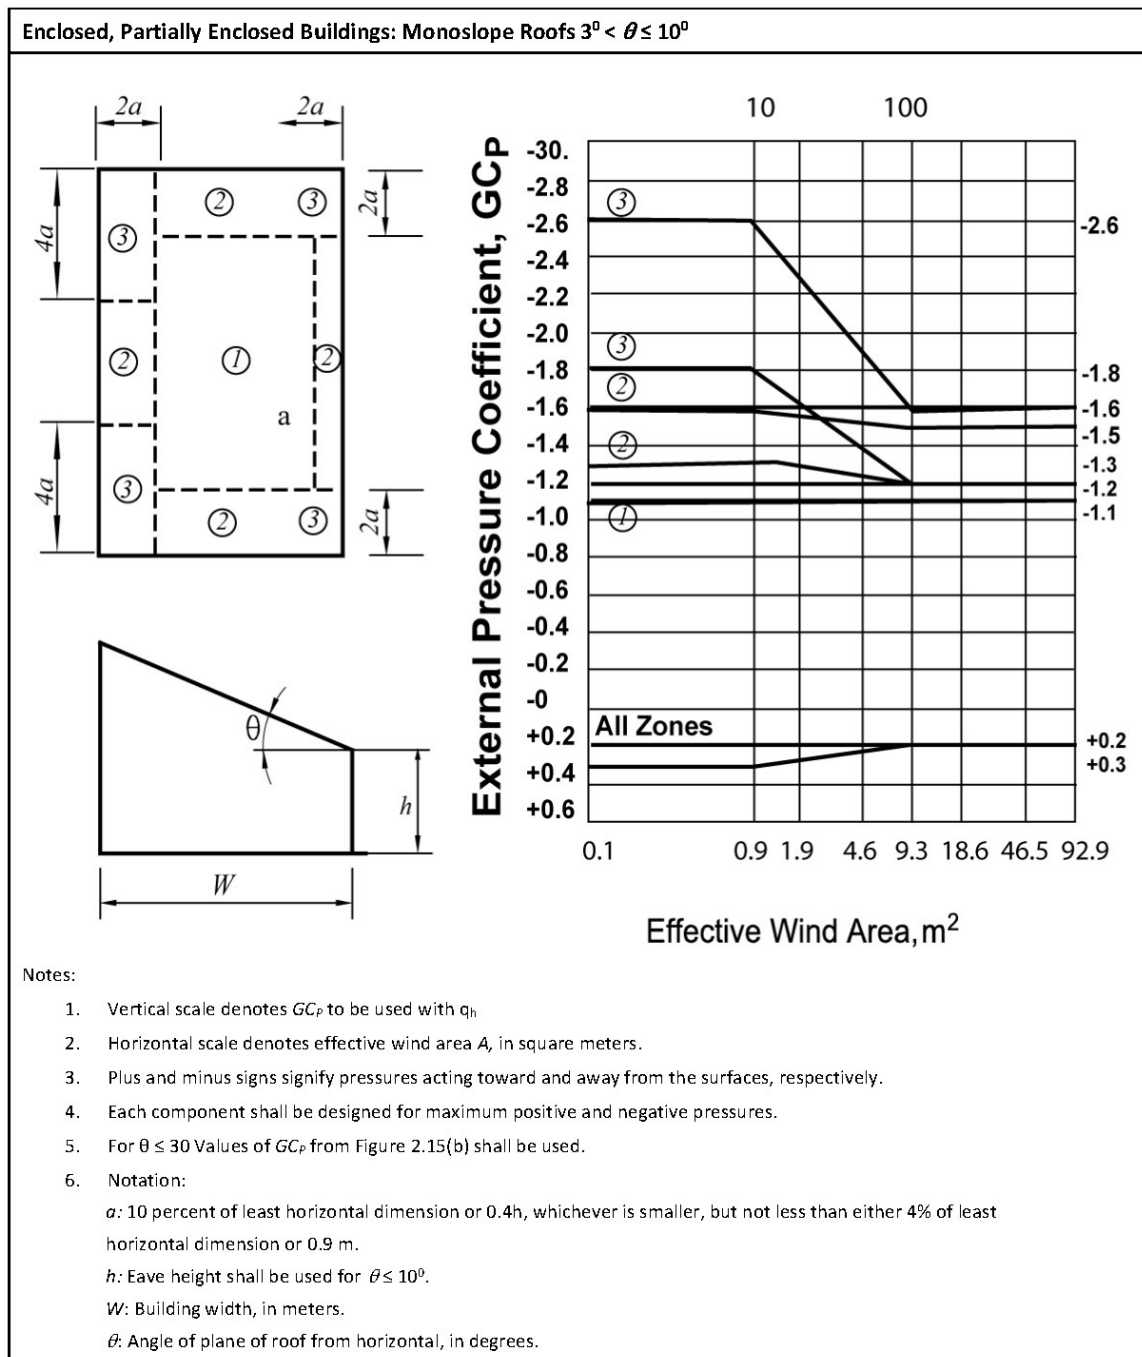 Enclosed, Partially Enclosed Buildings: Monoslope Roofs 3⁰ < θ ≤ 10⁰
2a 2a
② ③
2a
4a
③
② ① ②
a
4a
③
② ③
2a
θ
h
W
10 100
External Pressure Coefficient, GCP
-30.
-2.8
-2.6
-2.4
-2.2
-2.0
-1.8
-1.6
-1.4
-1.2
-1.0
-0.8
-0.6
-0.4
-0.2
-0
+0.2
+0.4
+0.6
③
③
②
②
①
All Zones
-2.6
-1.8
-1.6
-1.5
-1.3
-1.2
-1.1
+0.2
+0.3
0.1 0.9 1.9 4.6 9.3 18.6 46.5 92.9
Effective Wind Area,m²
Notes:
1. Vertical scale denotes GCP to be used with qh
2. Horizontal scale denotes effective wind area A, in square meters.
3. Plus and minus signs signify pressures acting toward and away from the surfaces, respectively.
4. Each component shall be designed for maximum positive and negative pressures.
5. For θ ≤ 30 Values of GCP from Figure 2.15(b) shall be used.
6. Notation:
a: 10 percent of least horizontal dimension or 0.4h, whichever is smaller, but not less than either 4% of least
horizontal dimension or 0.9 m.
h: Eave height shall be used for θ ≤ 10⁰.
W: Building width, in meters.
θ: Angle of plane of roof from horizontal, in degrees.